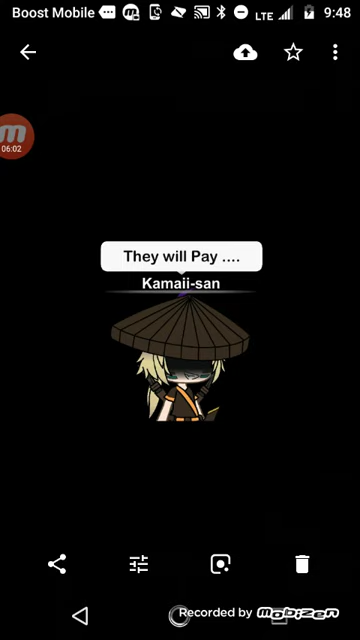 Boost Mobile
LTE
9:48
06:02
They will Pay ....
Kamaii-san
Recorded by mobizen